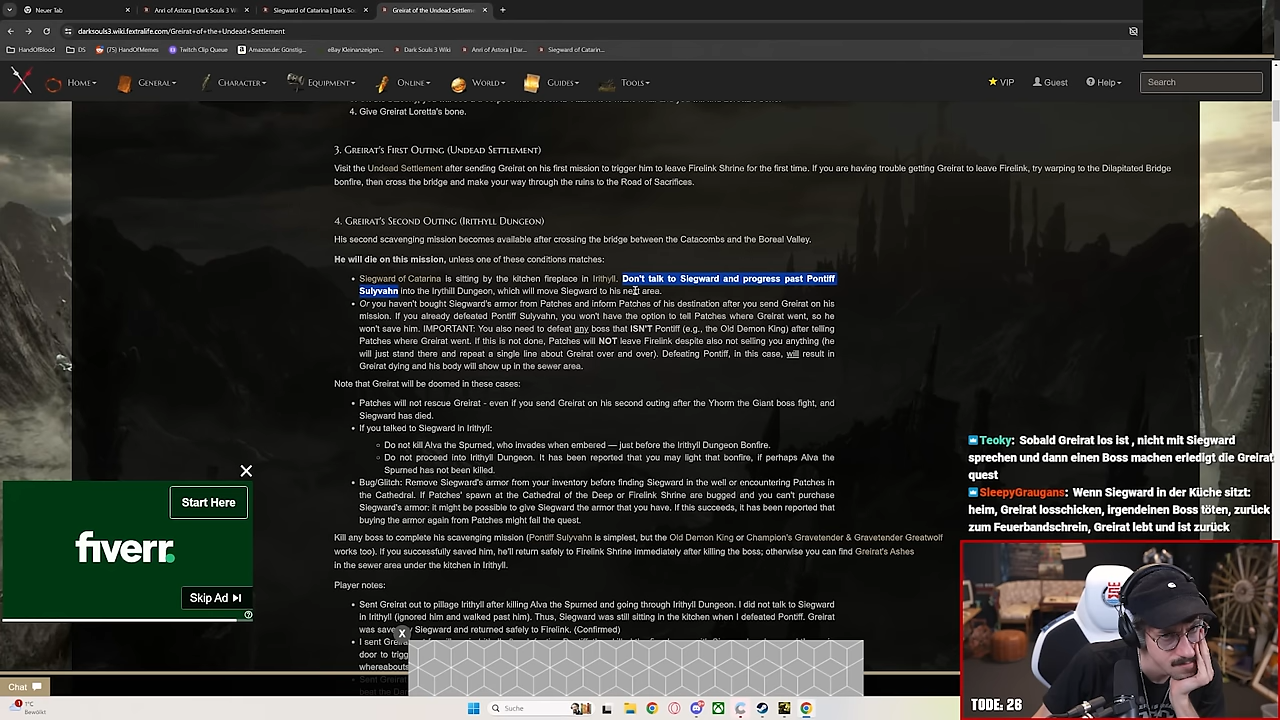 Neuer Tab
Anri of Astora | Dark Souls 3 W
Siegward of Catarina | Dark So
Greirat of the Undead Settlem
darksouls3.wiki.fextralife.com/Greirat+of+the+Undead+Settlement
HandOfBlood
DS
(75) HandOfMemes
Twitch Clip Queue
Amazon.de: Günstig...
eBay Kleinanzeigen...
Dark Souls 3 Wiki
Anri of Astora | Dar...
Siegward of Catarin...
Home
General
Character
Equipment
Online
World
Guides
Tools
VIP
Guest
Help
Search
4. Give Greirat Loretta's bone.
3. Greirat's First Outing (Undead Settlement)
Visit the Undead Settlement after sending Greirat on his first mission to trigger him to leave Firelink Shrine for the first time. If you are having trouble getting Greirat to leave Firelink, try warping to the Dilapitated Bridge
bonfire, then cross the bridge and make your way through the ruins to the Road of Sacrifices.
4. Greirat's Second Outing (Irithyll Dungeon)
His second scavenging mission becomes available after crossing the bridge between the Catacombs and the Boreal Valley.
He will die on this mission, unless one of these conditions matches:
Siegward of Catarina is sitting by the kitchen fireplace in Irithyll. Don't talk to Siegward and progress past Pontiff
Sulyvahn into the Irythill Dungeon, which will move Siegward to his next area.
Or you haven't bought Siegward's armor from Patches and inform Patches of his destination after you send Greirat on his
mission. If you already defeated Pontiff Sulyvahn, you won't have the option to tell Patches where Greirat went, so he
won't save him. IMPORTANT: You also need to defeat any boss that ISN'T Pontiff (e.g., the Old Demon King) after telling
Patches where Greirat went. If this is not done, Patches will NOT leave Firelink despite also not selling you anything (he
will just stand there and repeat a single line about Greirat over and over). Defeating Pontiff, in this case, will result in
Greirat dying and his body will show up in the sewer area.
Note that Greirat will be doomed in these cases:
Patches will not rescue Greirat - even if you send Greirat on his second outing after the Yhorm the Giant boss fight, and
Siegward has died.
If you talked to Siegward in Irithyll:
Do not kill Alva the Spurned, who invades when embered — just before the Irithyll Dungeon Bonfire.
Do not proceed into Irithyll Dungeon. It has been reported that you may light that bonfire, if perhaps Alva the
Spurned has not been killed.
Bug/Glitch: Remove Siegward's armor from your inventory before finding Siegward in the well or encountering Patches in
the Cathedral. If Patches' spawn at the Cathedral of the Deep or Firelink Shrine are bugged and you can't purchase
Siegward's armor: it might be possible to give Siegward the armor that you have. If this succeeds, it has been reported that
buying the armor again from Patches might fail the quest.
Kill any boss to complete his scavenging mission (Pontiff Sulyvahn is simplest, but the Old Demon King or Champion's Gravetender & Gravetender Greatwolf
works too). If you successfully saved him, he'll return safely to Firelink Shrine immediately after killing the boss; otherwise you can find Greirat's Ashes
in the sewer area under the kitchen in Irithyll.
Player notes:
Sent Greirat out to pillage Irithyll after killing Alva the Spurned and going through Irithyll Dungeon. I did not talk to Siegward
in Irithyll (ignored him and walked past him). Thus, Siegward was still sitting in the kitchen when I defeated Pontiff. Greirat
was saved by Siegward and returned safely to Firelink. (Confirmed)
I sent
door to
whereabouts
Sent Greirat
Start Here
fiverr.
Skip Ad
Teoky: Sobald Greirat los ist , nicht mit Siegward
sprechen und dann einen Boss machen erledigt die Greirat
quest
SleepyGraugans: Wenn Siegward in der Küche sitzt:
heim, Greirat losschicken, irgendeinen Boss töten, zurück
zum Feuerbandschrein, Greirat lebt und ist zurück
TODE: 26
Chat
1°C
Bewölkt
Suche